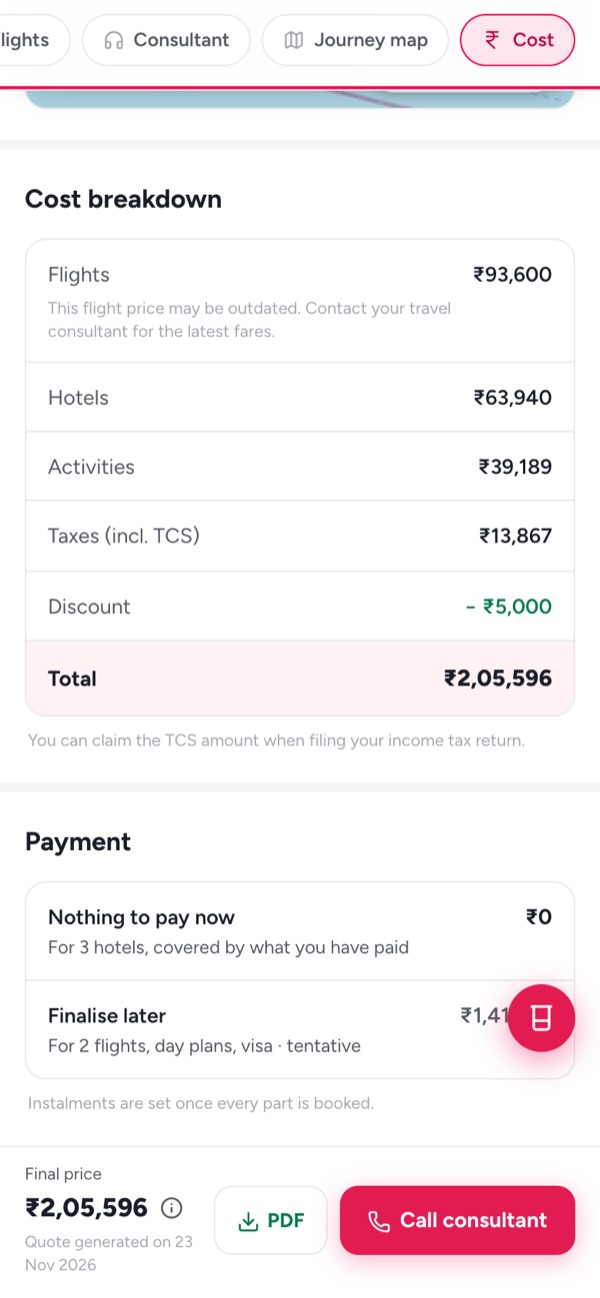 lights
Consultant
Journey map
₹ Cost
Cost breakdown
Flights ₹93,600
This flight price may be outdated. Contact your travel
consultant for the latest fares.
Hotels ₹63,940
Activities ₹39,189
Taxes (incl. TCS) ₹13,867
Discount - ₹5,000
Total ₹2,05,596
You can claim the TCS amount when filing your income tax return.
Payment
Nothing to pay now ₹0
For 3 hotels, covered by what you have paid
Finalise later ₹1,41
For 2 flights, day plans, visa · tentative
Instalments are set once every part is booked.
Final price
₹2,05,596
Quote generated on 23
Nov 2026
PDF
Call consultant